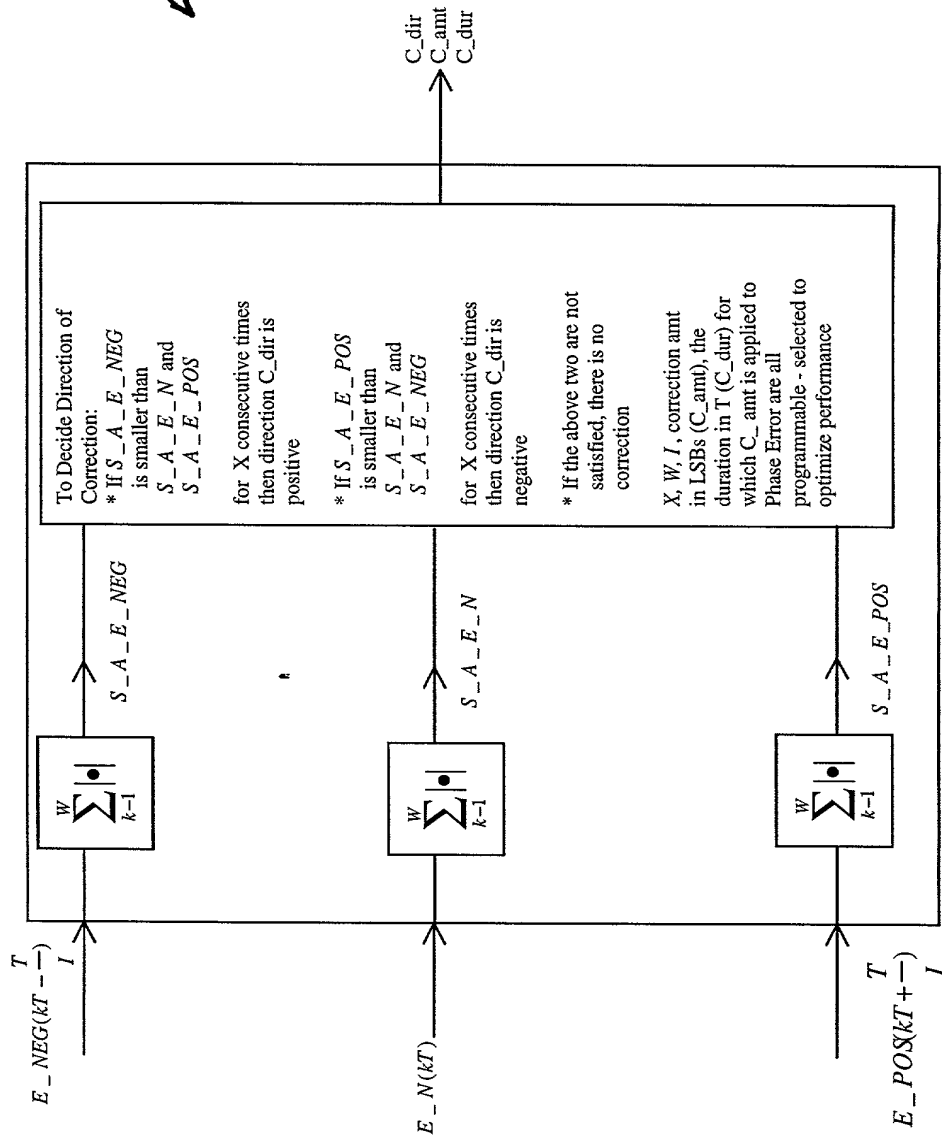 E_NEG(kT - T/I)
W
∑|•|
k-1
S_A_E_NEG
E_N(kT)
W
∑|•|
k-1
S_A_E_N
E_POS(kT + T/I)
W
∑|•|
k-1
S_A_E_POS
To Decide Direction of
Correction:
* If S_A_E_NEG
is smaller than
S_A_E_N and
S_A_E_POS
for X consecutive times
then direction C_dir is
positive
* If S_A_E_POS
is smaller than
S_A_E_N and
S_A_E_NEG
for X consecutive times
then direction C_dir is
negative
* If the above two are not
satisfied, there is no
correction
X, W, I , correction amt
in LSBs (C_amt), the
duration in T (C_dur) for
which C_ amt is applied to
Phase Error are all
programmable - selected to
optimize performance
C_dir
C_amt
C_dur